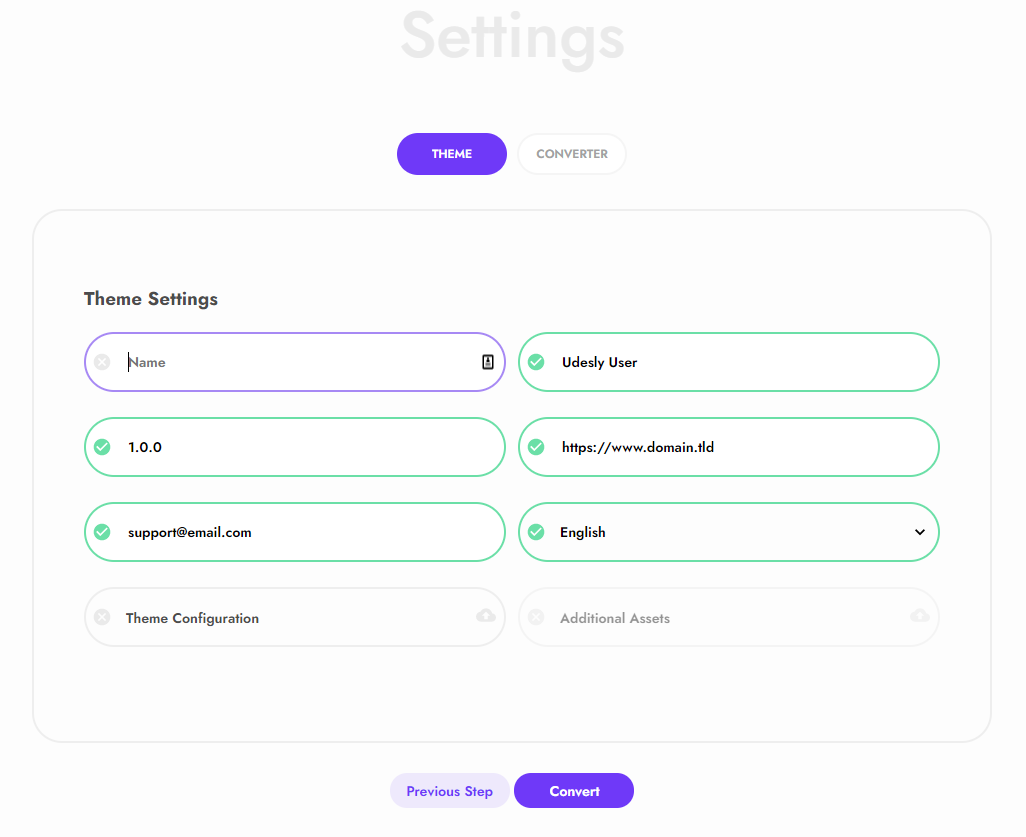 Settings
THEME
CONVERTER
Theme Settings
Name
Udesly User
1.0.0
https://www.domain.tld
support@email.com
English
Theme Configuration
Additional Assets
Previous Step
Convert